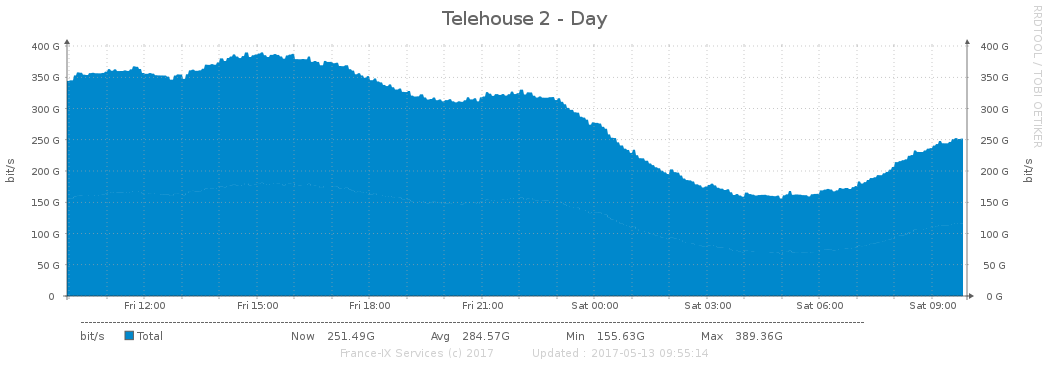 Telehouse 2 - Day
RRDTOOL / TOBI OETIKER
400 G 400 G
350 G 350 G
300 G 300 G
250 G 250 G
200 G 200 G
150 G 150 G
100 G 100 G
50 G 50 G
0 0 G
bit/s bit/s
Fri 12:00 Fri 15:00 Fri 18:00 Fri 21:00 Sat 00:00 Sat 03:00 Sat 06:00 Sat 09:00
bit/s Total Now 251.49G Avg 284.57G Min 155.63G Max 389.36G
France-IX Services (c) 2017 Updated : 2017-05-13 09:55:14